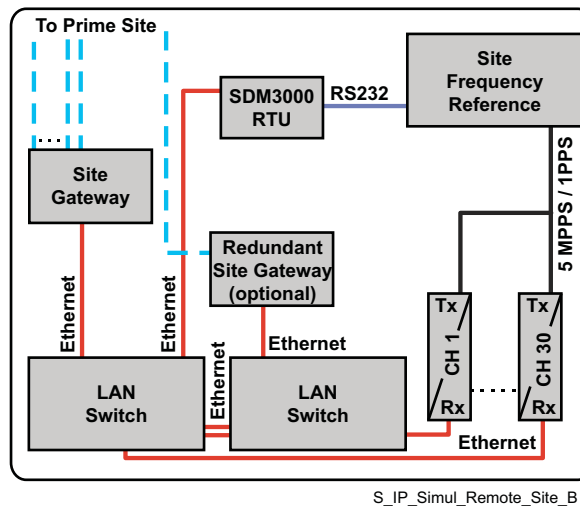 To Prime Site
Site
Frequency
Reference
SDM3000
RTU
RS232
Site
Gateway
5 MPPS / 1PPS
Redundant
Site Gateway
(optional)
Ethernet
Ethernet
Ethernet
Ethernet
Tx
CH 1
Rx
Tx
CH 30
Rx
LAN
Switch
LAN
Switch
Ethernet
S_IP_Simul_Remote_Site_B